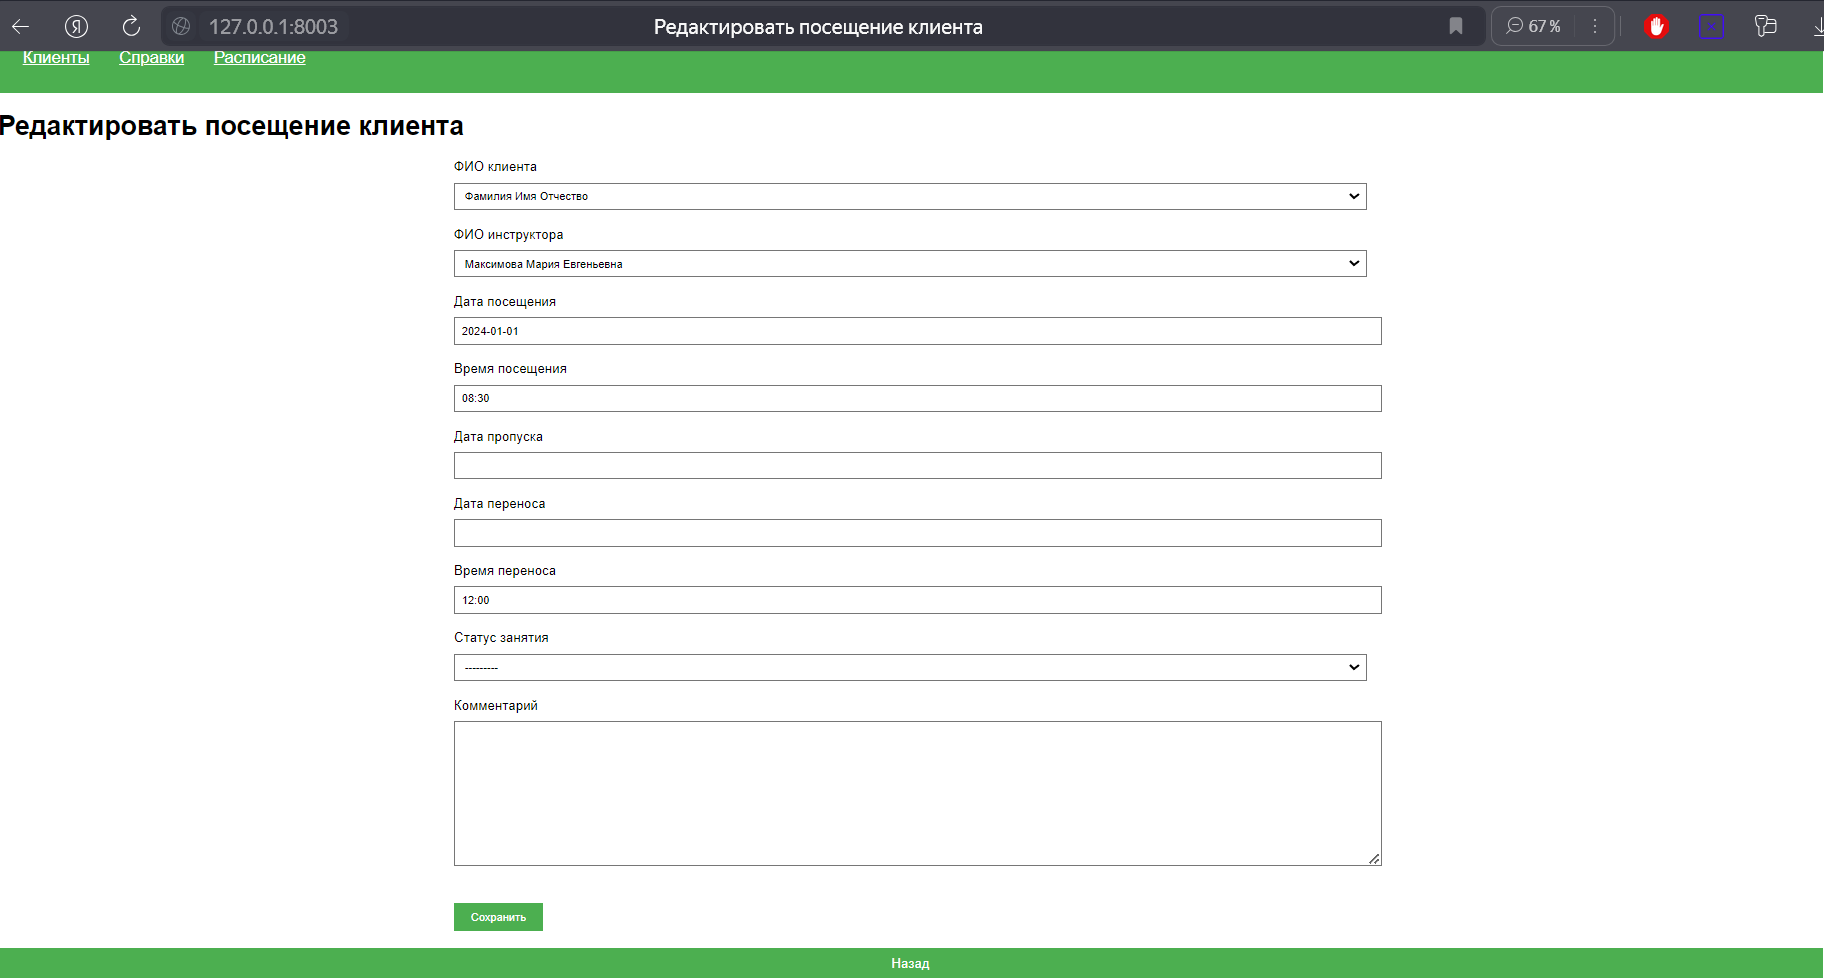 Я 127.0.0.1:8003 Редактировать посещение клиента 67 %
Клиенты Справки Расписание
Редактировать посещение клиента
ФИО клиента
Фамилия Имя Отчество
ФИО инструктора
Максимова Мария Евгеньевна
Дата посещения
2024-01-01
Время посещения
08:30
Дата пропуска
Дата переноса
Время переноса
12:00
Статус занятия
---------
Комментарий
Сохранить
Назад